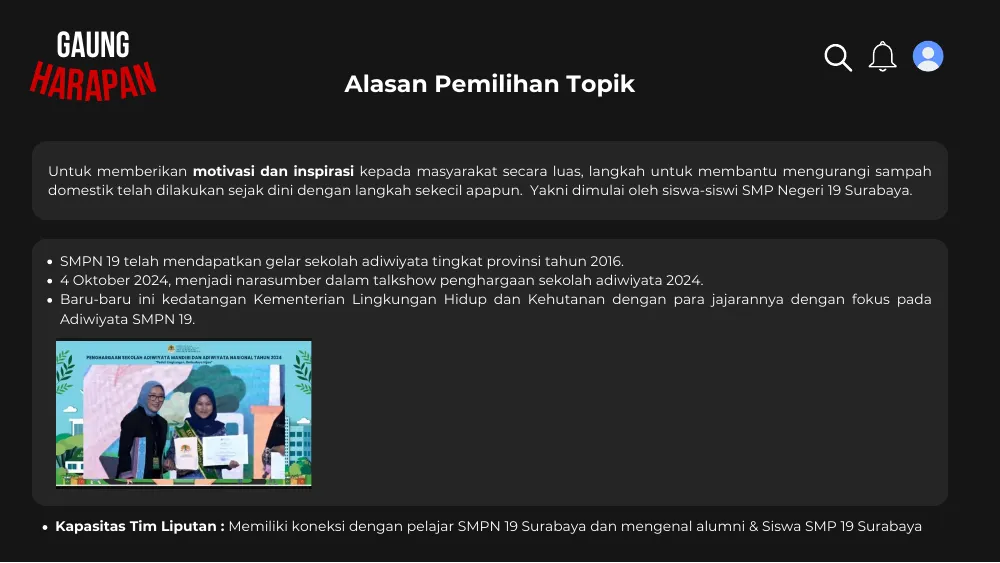 GAUNG
HARAPAN
Alasan Pemilihan Topik
Untuk memberikan motivasi dan inspirasi kepada masyarakat secara luas, langkah untuk membantu mengurangi sampah
domestik telah dilakukan sejak dini dengan langkah sekecil apapun. Yakni dimulai oleh siswa-siswi SMP Negeri 19 Surabaya.
• SMPN 19 telah mendapatkan gelar sekolah adiwiyata tingkat provinsi tahun 2016.
• 4 Oktober 2024, menjadi narasumber dalam talkshow penghargaan sekolah adiwiyata 2024.
• Baru-baru ini kedatangan Kementerian Lingkungan Hidup dan Kehutanan dengan para jajarannya dengan fokus pada
Adiwiyata SMPN 19.
PENGHARGAAN SEKOLAH ADIWIYATA MANDIRI DAN ADIWIYATA NASIONAL TAHUN 2024
• Kapasitas Tim Liputan : Memiliki koneksi dengan pelajar SMPN 19 Surabaya dan mengenal alumni & Siswa SMP 19 Surabaya